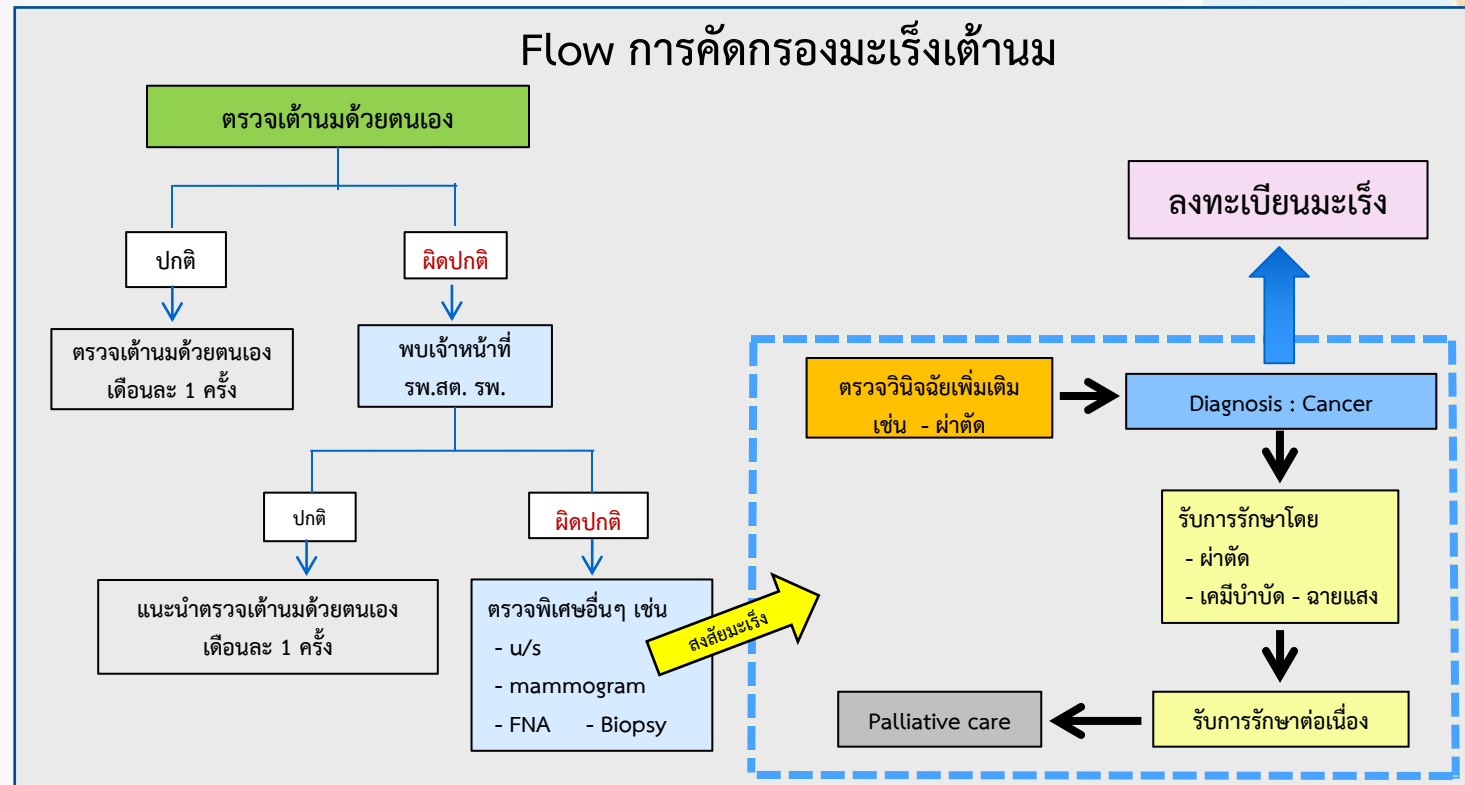 Flow การคัดกรองมะเร็งเต้านม
ตรวจเต้านมด้วยตนเอง
ปกติ
ผิดปกติ
ตรวจเต้านมด้วยตนเอง
เดือนละ 1 ครั้ง
พบเจ้าหน้าที่
รพ.สต. รพ.
ปกติ
ผิดปกติ
แนะนำตรวจเต้านมด้วยตนเอง
เดือนละ 1 ครั้ง
ตรวจพิเศษอื่นๆ เช่น
- u/s
- mammogram
- FNA - Biopsy
สงสัยมะเร็ง
ลงทะเบียนมะเร็ง
ตรวจวินิจฉัยเพิ่มเติม
เช่น - ผ่าตัด
Diagnosis : Cancer
รับการรักษาโดย
- ผ่าตัด
- เคมีบำบัด - ฉายแสง
รับการรักษาต่อเนื่อง
Palliative care